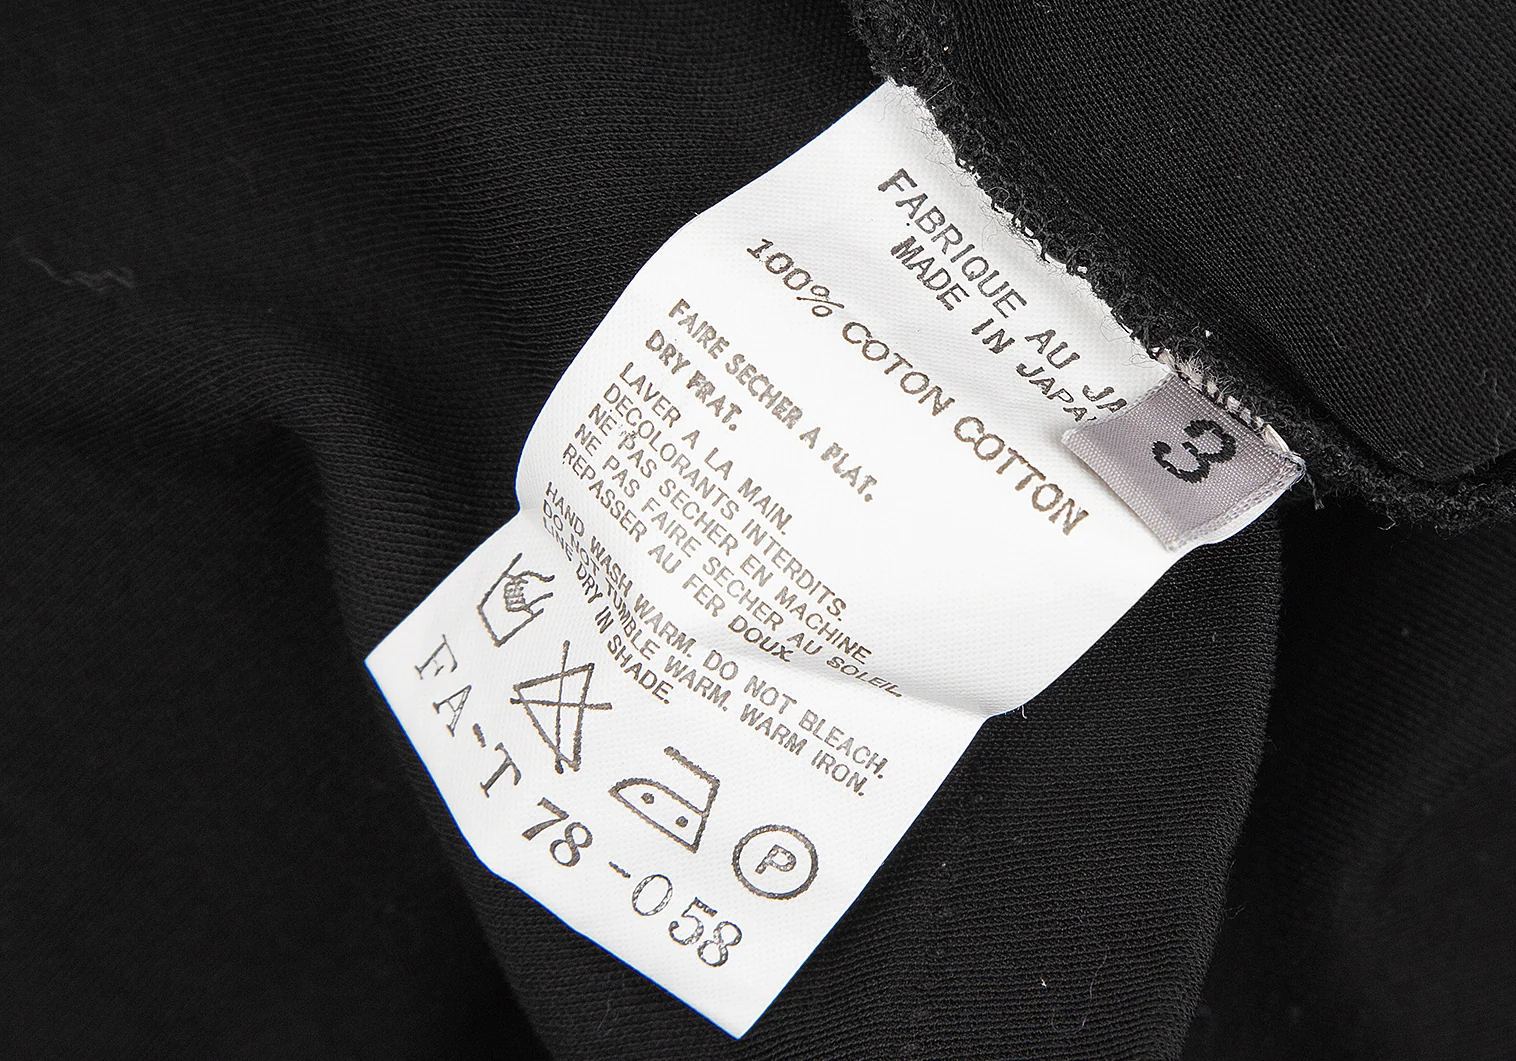 FABRIQUE AU JA
MADE IN JAPA
3
100% COTON COTTON
FAIRE SECHER A PLAT.
DRY FRAT.
LAVER A LA MAIN.
DECOLORANTS INTERDITS.
NE PAS SECHER EN MACHINE
NE PAS FAIRE SECHER AU SOLEIL.
REPASSER AU FER DOUX.
HAND WASH WARM. DO NOT BLEACH.
DO NOT TUMBLE WARM. WARM IRON.
LINE DRY IN SHADE.
P
FA-T78-058